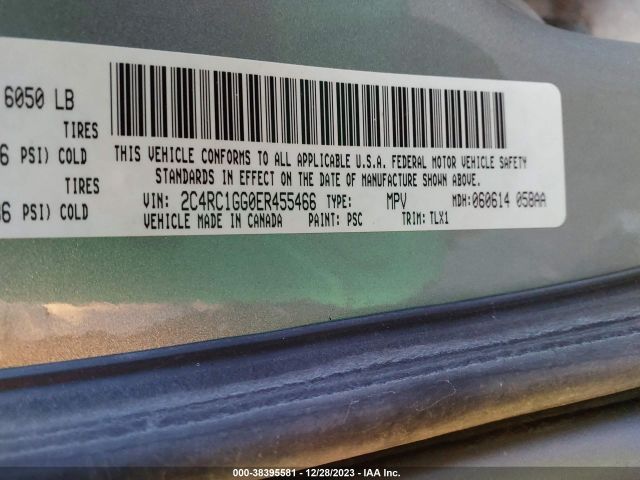 6050 LB
TIRES
PSI) COLD
TIRES
PSI) COLD
THIS VEHICLE CONFORMS TO ALL APPLICABLE U.S.A. FEDERAL MOTOR VEHICLE SAFETY
STANDARDS IN EFFECT ON THE DATE OF MANUFACTURE SHOWN ABOVE.
VIN: 2C4RC1GG0ER455466 TYPE: MPV MDH:060614 058AA
VEHICLE MADE IN CANADA PAINT: PSC TRIM: TLX1
000-38395581 / 12/28/2023 - IAA Inc.